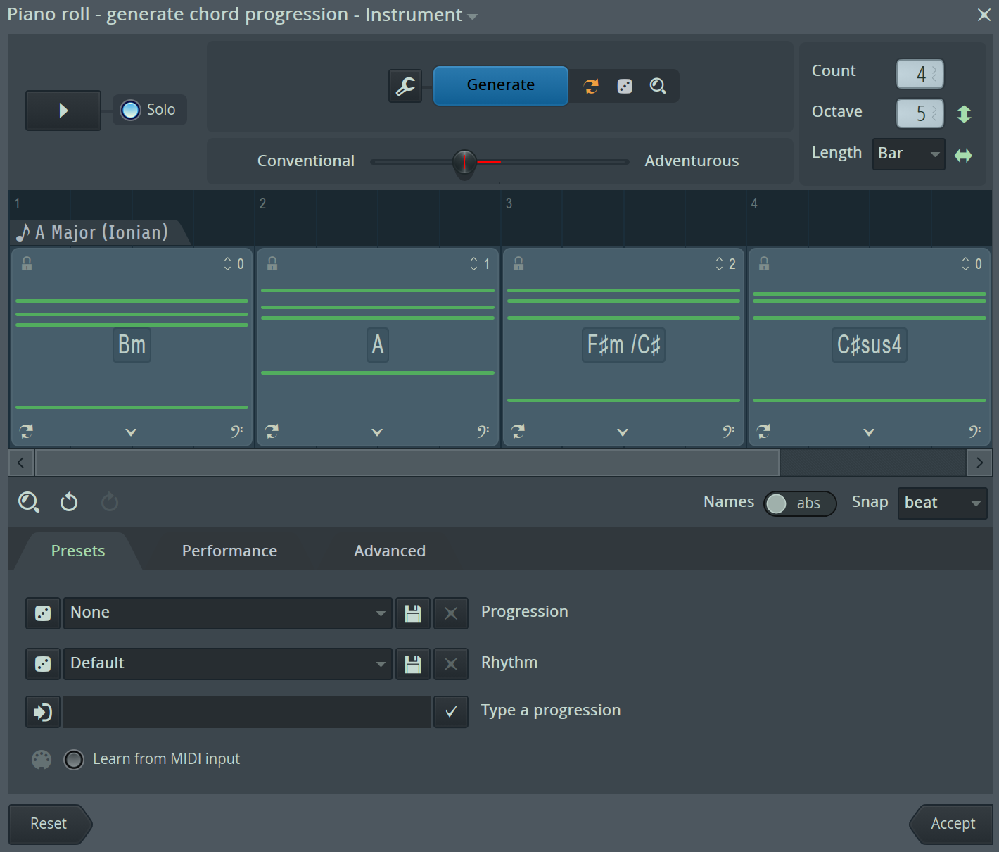 Piano roll - generate chord progression - Instrument
Solo
Generate
Count 4
Octave 5
Length Bar
Conventional Adventurous
1 2 3 4
A Major (Ionian)
0 1 2 0
Bm A F♯m /C♯ C♯sus4
Names abs Snap beat
Presets Performance Advanced
None Progression
Default Rhythm
Type a progression
Learn from MIDI input
Reset Accept